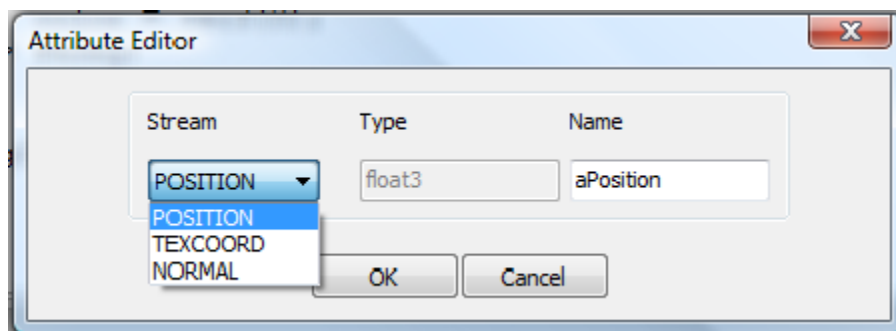 Attribute Editor
Stream Type Name
POSITION float3 aPosition
POSITION
TEXCOORD
NORMAL
OK Cancel